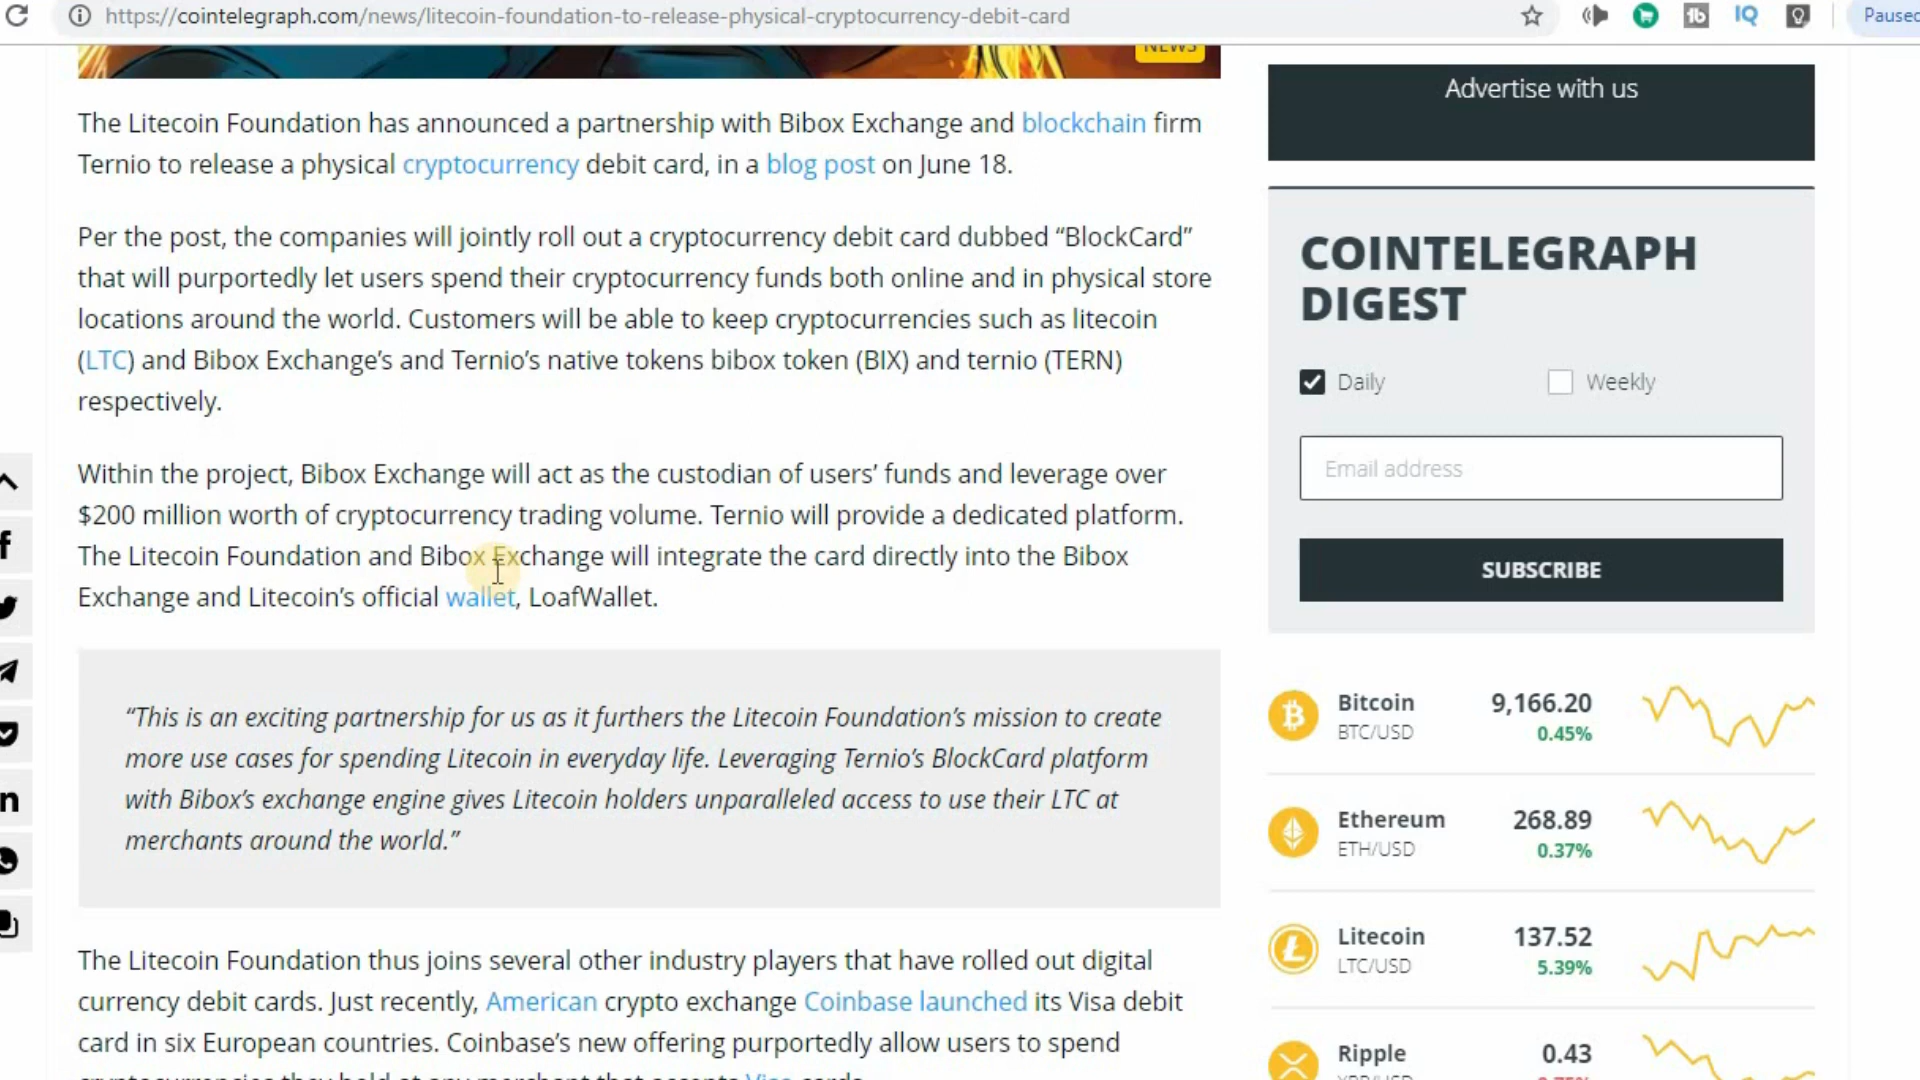 https://cointelegraph.com/news/litecoin-foundation-to-release-physical-cryptocurrency-debit-card
Paused
NEWS
The Litecoin Foundation has announced a partnership with Bibox Exchange and blockchain firm
Ternio to release a physical cryptocurrency debit card, in a blog post on June 18.
Per the post, the companies will jointly roll out a cryptocurrency debit card dubbed “BlockCard”
that will purportedly let users spend their cryptocurrency funds both online and in physical store
locations around the world. Customers will be able to keep cryptocurrencies such as litecoin
(LTC) and Bibox Exchange’s and Ternio’s native tokens bibox token (BIX) and ternio (TERN)
respectively.
Within the project, Bibox Exchange will act as the custodian of users’ funds and leverage over
$200 million worth of cryptocurrency trading volume. Ternio will provide a dedicated platform.
The Litecoin Foundation and Bibox Exchange will integrate the card directly into the Bibox
Exchange and Litecoin’s official wallet, LoafWallet.
“This is an exciting partnership for us as it furthers the Litecoin Foundation’s mission to create
more use cases for spending Litecoin in everyday life. Leveraging Ternio’s BlockCard platform
with Bibox’s exchange engine gives Litecoin holders unparalleled access to use their LTC at
merchants around the world.”
The Litecoin Foundation thus joins several other industry players that have rolled out digital
currency debit cards. Just recently, American crypto exchange Coinbase launched its Visa debit
card in six European countries. Coinbase’s new offering purportedly allow users to spend
cryptocurrencies they hold at any merchant that accepts Visa cards.
Advertise with us
COINTELEGRAPH
DIGEST
Daily
Weekly
Email address
SUBSCRIBE
Bitcoin 9,166.20
BTC/USD 0.45%
Ethereum 268.89
ETH/USD 0.37%
Litecoin 137.52
LTC/USD 5.39%
Ripple 0.43